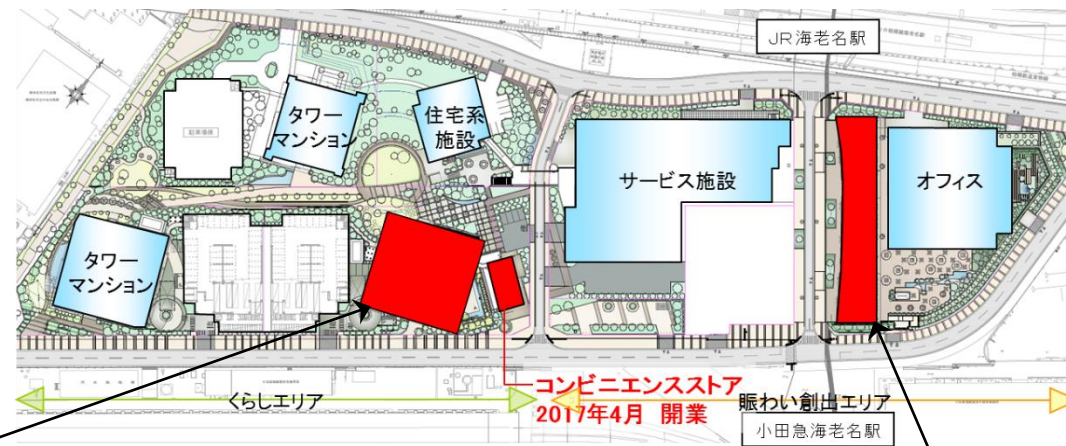 JR海老名駅
タワー
マンション
住宅系
施設
駐車場棟
サービス施設
オフィス
タワー
マンション
コンビニエンスストア
2017年4月 開業
くらしエリア
賑わい創出エリア
小田急海老名駅